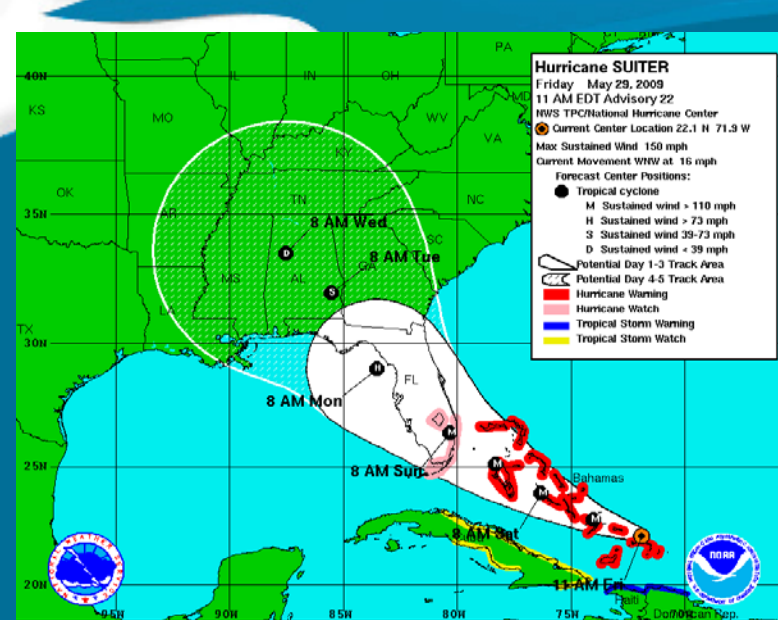 Hurricane SUITER
Friday May 29, 2009
11 AM EDT Advisory 22
NWS TPC/National Hurricane Center
Current Center Location 22.1 N 71.9 W
Max Sustained Wind 150 mph
Current Movement WNW at 16 mph
Forecast Center Positions:
Tropical cyclone
M Sustained wind > 110 mph
H Sustained wind > 73 mph
S Sustained wind 39-73 mph
D Sustained wind < 39 mph
Potential Day 1-3 Track Area
Potential Day 4-5 Track Area
Hurricane Warning
Hurricane Watch
Tropical Storm Warning
Tropical Storm Watch
PA
40N
IL
IN
OH
KS
MO
WV
MD
VA
KY
OK
TN
NC
AR
35N
8 AM Wed
SC
D
8 AM Tue
MS
AL
GA
S
LA
TX
30N
H
FL
8 AM Mon
M
8 AM Sun
25N
M
Bahamas
M
8 AM Sat
M
NOAA
20N
11 AM Fri
Haiti
95W
90W
85W
80W
75W
70W
Dominican Rep.